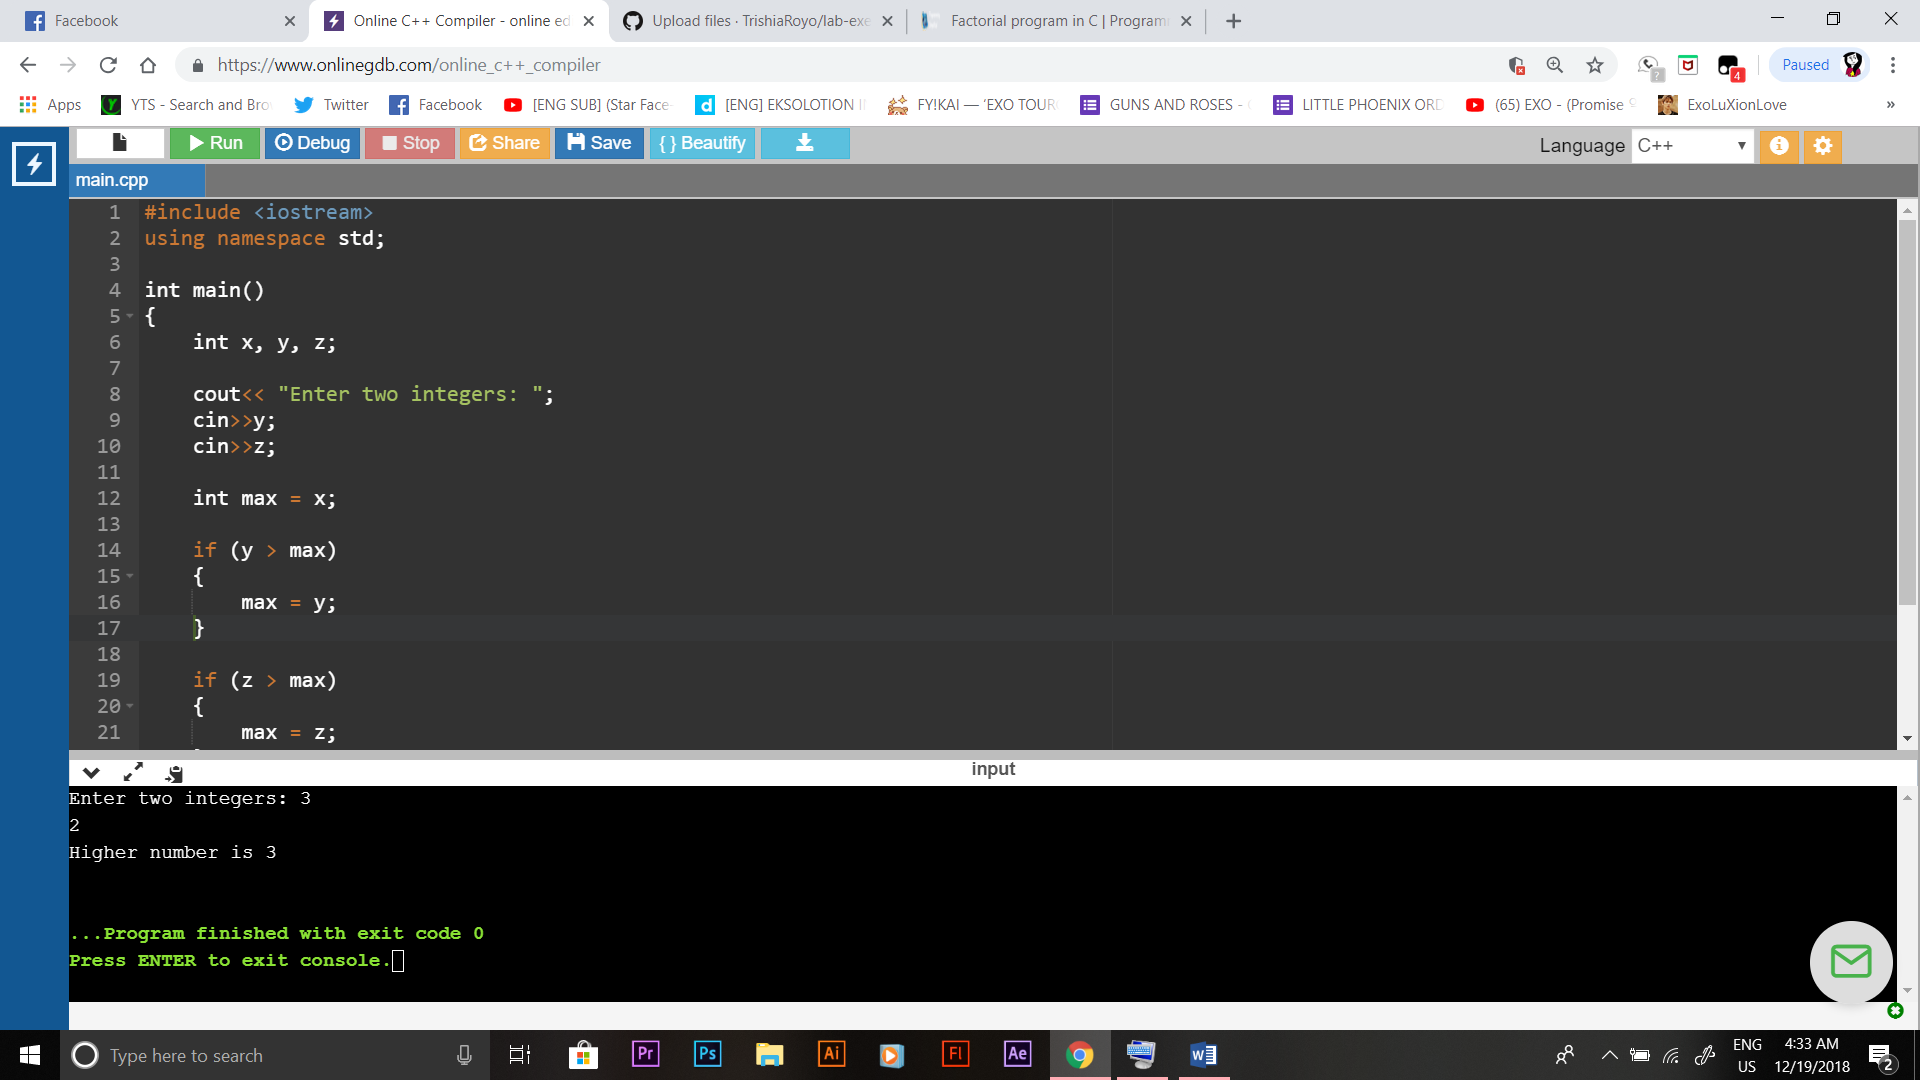 Facebook
Online C++ Compiler - online ed
Upload files · TrishiaRoyo/lab-exe
Factorial program in C | Program
https://www.onlinegdb.com/online_c++_compiler
4
Paused
Apps
YTS - Search and Bro
Twitter
Facebook
[ENG SUB] (Star Face
[ENG] EKSOLOTION
FY!KAI — 'EXO TOUR
GUNS AND ROSES -
LITTLE PHOENIX ORD
(65) EXO - (Promise
ExoLuXionLove
»
Run
Debug
Stop
Share
Save
{ } Beautify
Language
C++
main.cpp
1 #include <iostream>
2 using namespace std;
3
4 int main()
5 {
6 int x, y, z;
7
8 cout<< "Enter two integers: ";
9 cin>>y;
10 cin>>z;
11
12 int max = x;
13
14 if (y > max)
15 {
16 max = y;
17 }
18
19 if (z > max)
20 {
21 max = z;
input
Enter two integers: 3
2
Higher number is 3
...Program finished with exit code 0
Press ENTER to exit console.
Type here to search
Pr
Ps
Ai
Fl
Ae
ENG
US
4:33 AM
12/19/2018
2